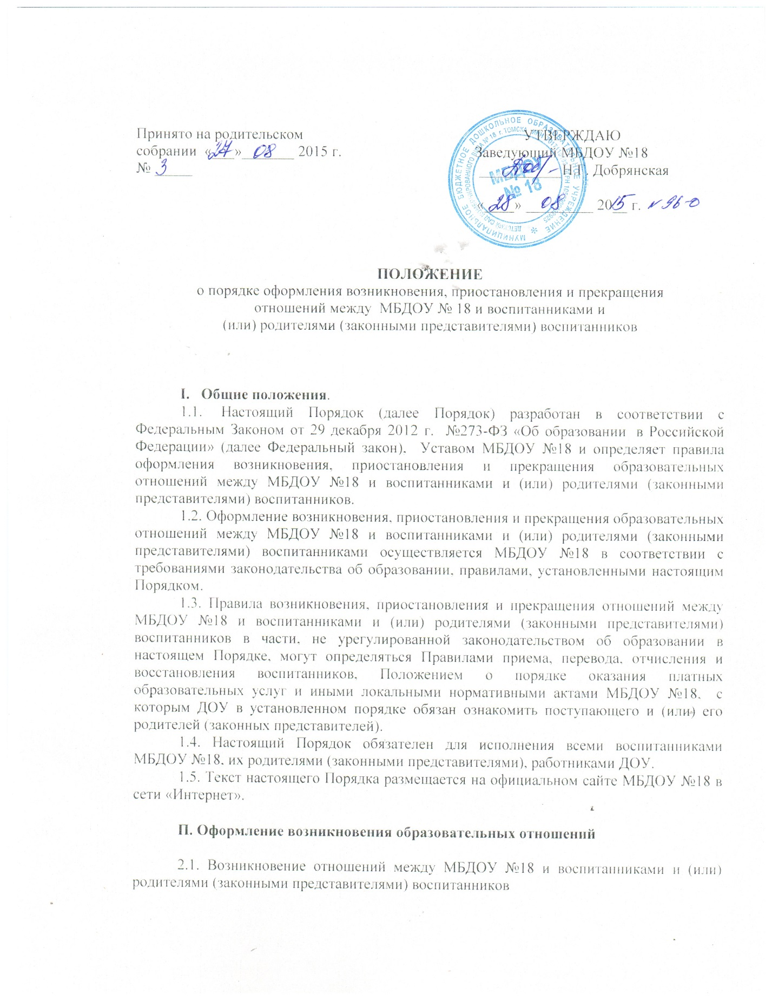 Принято на родительском
собрании «27» 08 2015 г.
№ 3
УТВЕРЖДАЮ
Заведующий МБДОУ №18
Н.Г. Добрянская
«28» 08 2015 г. № 96-О
МУНИЦИПАЛЬНОЕ БЮДЖЕТНОЕ ДОШКОЛЬНОЕ ОБРАЗОВАТЕЛЬНОЕ УЧРЕЖДЕНИЕ
МБДОУ
№ 18
ПОЛОЖЕНИЕ
о порядке оформления возникновения, приостановления и прекращения
отношений между МБДОУ № 18 и воспитанниками и
(или) родителями (законными представителями) воспитанников
I. Общие положения.
1.1. Настоящий Порядок (далее Порядок) разработан в соответствии с
Федеральным Законом от 29 декабря 2012 г. №273-ФЗ «Об образовании в Российской
Федерации» (далее Федеральный закон), Уставом МБДОУ №18 и определяет правила
оформления возникновения, приостановления и прекращения образовательных
отношений между МБДОУ №18 и воспитанниками и (или) родителями (законными
представителями) воспитанников.
1.2. Оформление возникновения, приостановления и прекращения образовательных
отношений между МБДОУ №18 и воспитанниками и (или) родителями (законными
представителями) воспитанниками осуществляется МБДОУ №18 в соответствии с
требованиями законодательства об образовании, правилами, установленными настоящим
Порядком.
1.3. Правила возникновения, приостановления и прекращения отношений между
МБДОУ №18 и воспитанниками и (или) родителями (законными представителями)
воспитанников в части, не урегулированной законодательством об образовании в
настоящем Порядке, могут определяться Правилами приема, перевода, отчисления и
восстановления воспитанников, Положением о порядке оказания платных
образовательных услуг и иными локальными нормативными актами МБДОУ №18, с
которым ДОУ в установленном порядке обязан ознакомить поступающего и (или) его
родителей (законных представителей).
1.4. Настоящий Порядок обязателен для исполнения всеми воспитанниками
МБДОУ №18, их родителями (законными представителями), работниками ДОУ.
1.5. Текст настоящего Порядка размещается на официальном сайте МБДОУ №18 в
сети «Интернет».
П. Оформление возникновения образовательных отношений
2.1. Возникновение отношений между МБДОУ №18 и воспитанниками и (или)
родителями (законными представителями) воспитанников